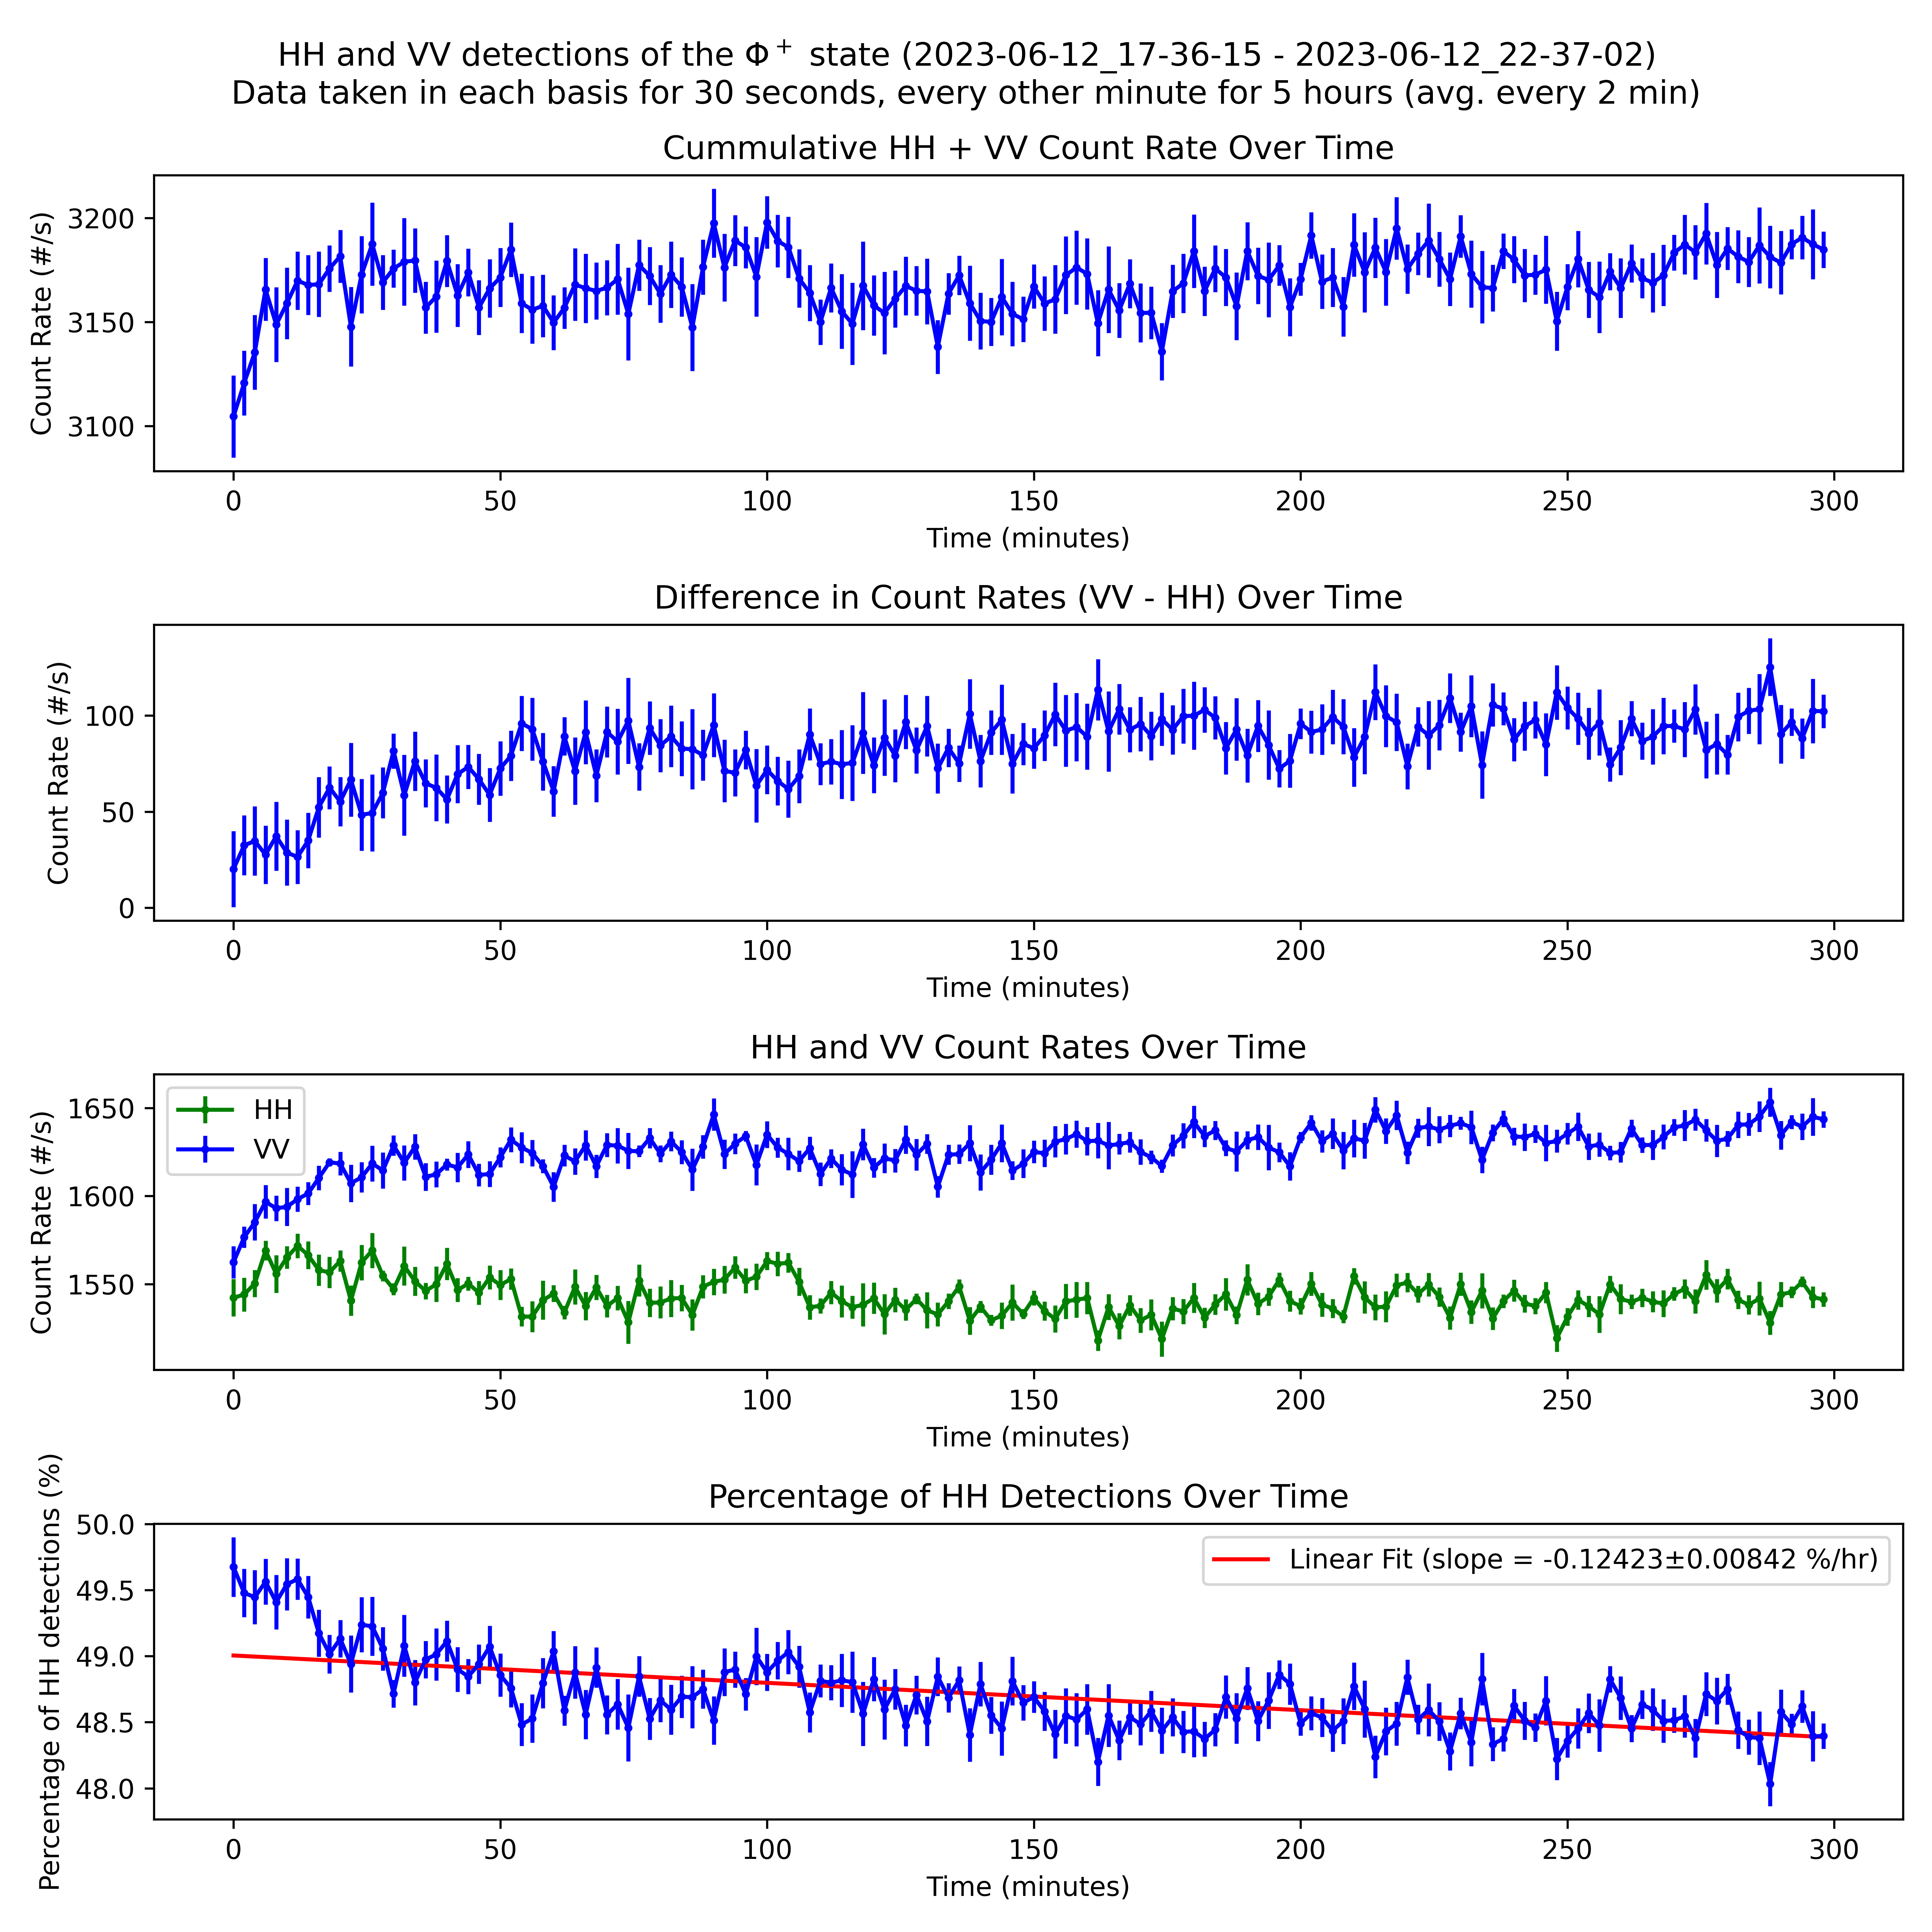 HH and VV detections of the Φ⁺ state (2023-06-12_17-36-15 - 2023-06-12_22-37-02)
Data taken in each basis for 30 seconds, every other minute for 5 hours (avg. every 2 min)
Cummulative HH + VV Count Rate Over Time
Count Rate (#/s)
3200
3150
3100
0 50 100 150 200 250 300
Time (minutes)
Difference in Count Rates (VV - HH) Over Time
Count Rate (#/s)
100
50
0
0 50 100 150 200 250 300
Time (minutes)
HH and VV Count Rates Over Time
Count Rate (#/s)
1650
1600
1550
HH
VV
0 50 100 150 200 250 300
Time (minutes)
Percentage of HH Detections Over Time
Percentage of HH detections (%)
50.0
49.5
49.0
48.5
48.0
Linear Fit (slope = -0.12423±0.00842 %/hr)
0 50 100 150 200 250 300
Time (minutes)